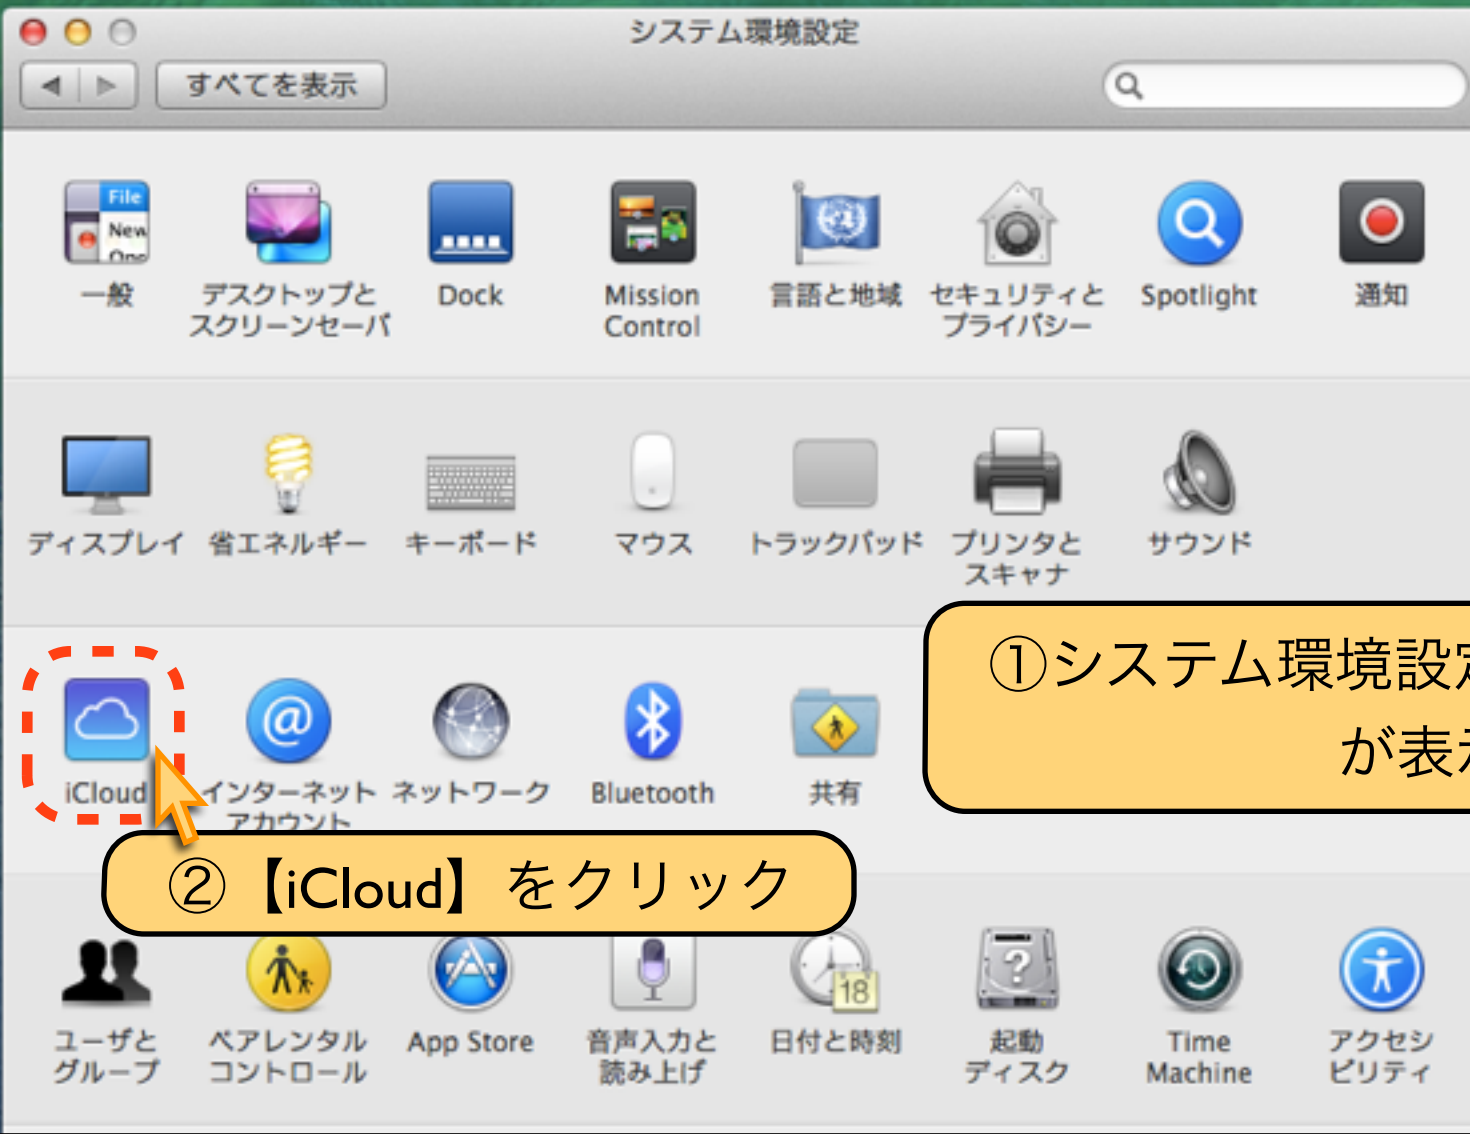 システム環境設定
すべてを表示
File
New
一般
デスクトップと
スクリーンセーバ
Dock
Mission
Control
言語と地域
セキュリティと
プライバシー
Spotlight
通知
ディスプレイ
省エネルギー
キーボード
マウス
トラックパッド
プリンタと
スキャナ
サウンド
①システム環境設定
が表示
iCloud
インターネット
アカウント
ネットワーク
Bluetooth
共有
②【iCloud】をクリック
ユーザと
グループ
ペアレンタル
コントロール
App Store
音声入力と
読み上げ
18
日付と時刻
起動
ディスク
Time
Machine
アクセシ
ビリティ